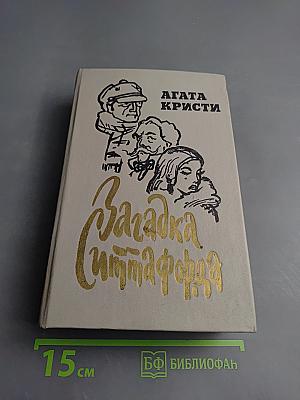 АГАТА
КРИСТИ
Загадка
Ситтафорда
15 см
БФ БИБЛИОФАН